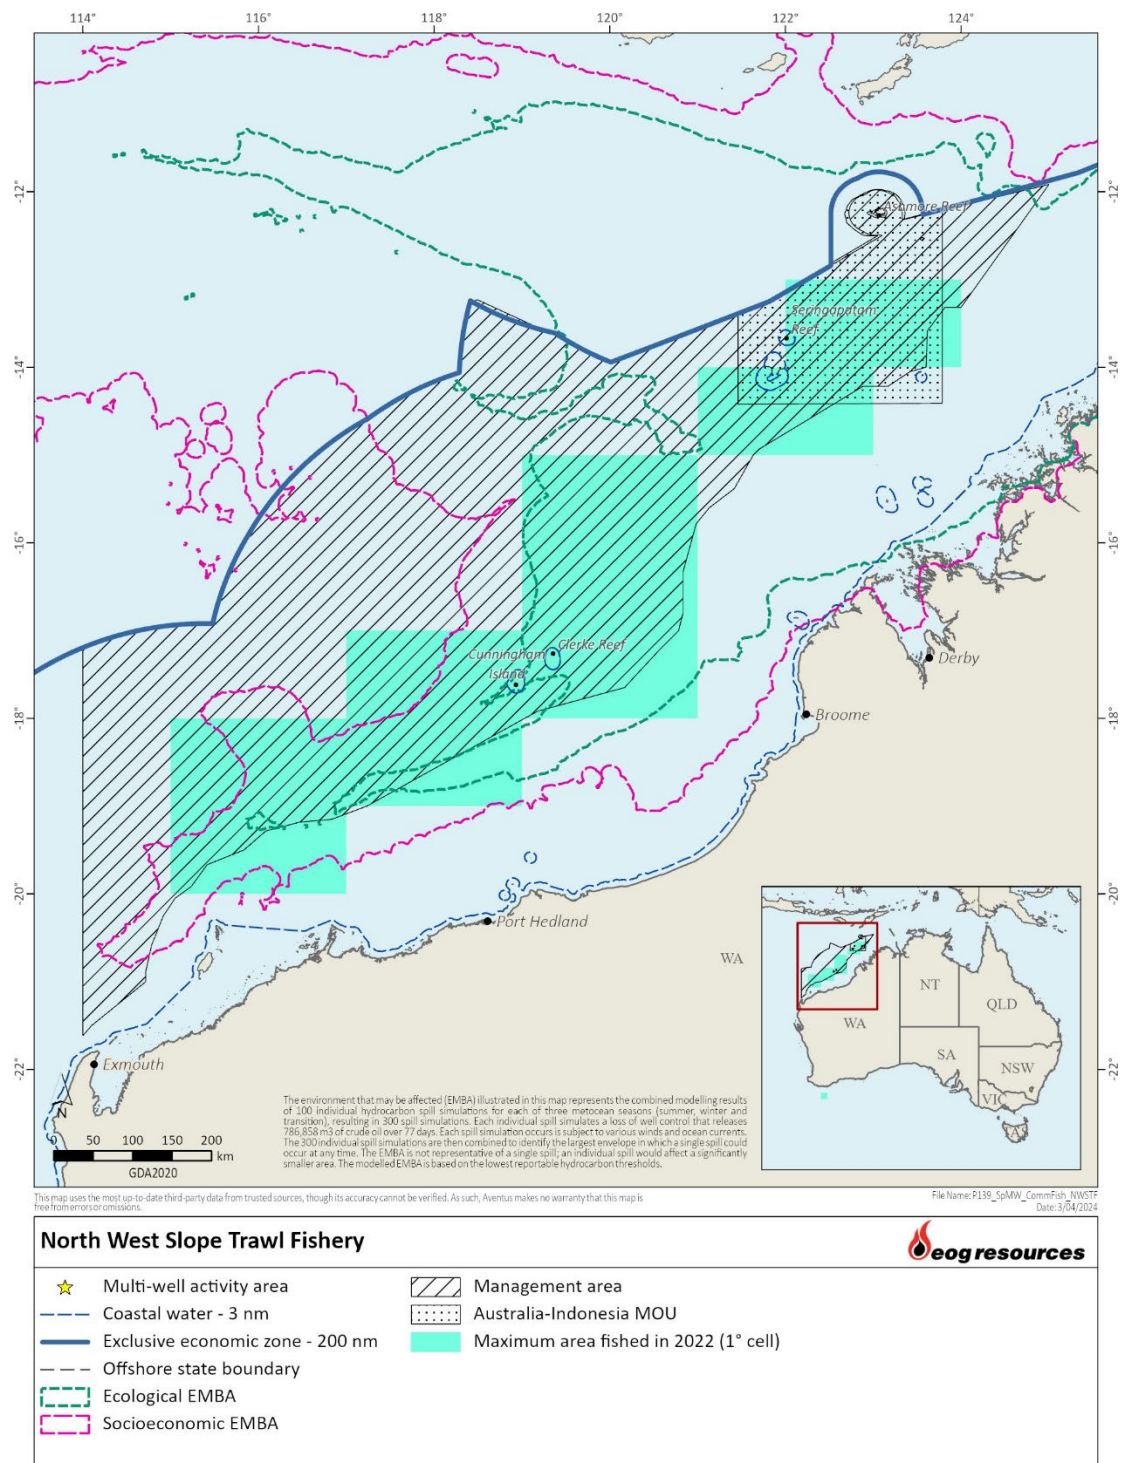 114° 116° 118° 120° 122° 124°
-12° -12°
Ashmore Reef
Seringapatam
Reef
-14° -14°
-16° -16°
Clerke Reef
Cunningham
Island
Derby
-18° -18°
Broome
-20° -20°
Port Hedland
WA
NT
QLD
WA
SA
NSW
VIC
-22° -22°
Exmouth
N
0 50 100 150 200
km
GDA2020
The environment that may be affected (EMBA) illustrated in this map represents the combined modelling results
of 100 individual hydrocarbon spill simulations for each of three metocean seasons (summer, winter and
transition), resulting in 300 spill simulations. Each individual spill simulates a loss of well control that releases
786,858 m3 of crude oil over 77 days. Each spill simulation occurs is subject to various winds and ocean currents.
The 300 individual spill simulations are then combined to identify the largest envelope in which a single spill could
occur at any time. The EMBA is not representative of a single spill; an individual spill would affect a significantly
smaller area. The modelled EMBA is based on the lowest reportable hydrocarbon thresholds.
This map uses the most up-to-date third-party data from trusted sources, though its accuracy cannot be verified. As such, Aventus makes no warranty that this map is
free from errors or omissions.
File Name: P139_SpMW_CommFish_NWSTF
Date: 3/04/2024
North West Slope Trawl Fishery
eog resources
Multi-well activity area
Coastal water - 3 nm
Exclusive economic zone - 200 nm
Offshore state boundary
Ecological EMBA
Socioeconomic EMBA
Management area
Australia-Indonesia MOU
Maximum area fished in 2022 (1° cell)